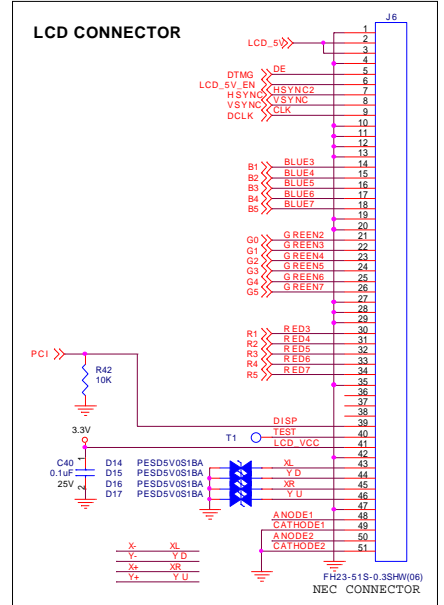 LCD CONNECTOR
J6
LCD_5V
1
2
3
4
DTMG DE 5
LCD_5V_EN 6
HSYNC HSYNC2 7
VSYNC VSYNC 8
DCLK CLK 9
10
11
12
13
B1 BLUE3 14
B2 BLUE4 15
B3 BLUE5 16
B4 BLUE6 17
B5 BLUE7 18
19
20
G0 GREEN2 21
G1 GREEN3 22
G2 GREEN4 23
G3 GREEN5 24
G4 GREEN6 25
G5 GREEN7 26
27
28
29
R1 RED3 30
R2 RED4 31
R3 RED5 32
R4 RED6 33
R5 RED7 34
35
36
37
38
PCI
R42
10K
DISP 39
T1 TEST 40
LCD_VCC 41
42
3.3V
C40
0.1uF
25V
1
2
D14 PESD5V0S1BA XL 43
D15 PESD5V0S1BA YD 44
D16 PESD5V0S1BA XR 45
D17 PESD5V0S1BA YU 46
47
ANODE1 48
CATHODE1 49
ANODE2 50
CATHODE2 51
X- XL
Y- YD
X+ XR
Y+ YU
FH23-51S-0.3SHW(06)
NEC CONNECTOR